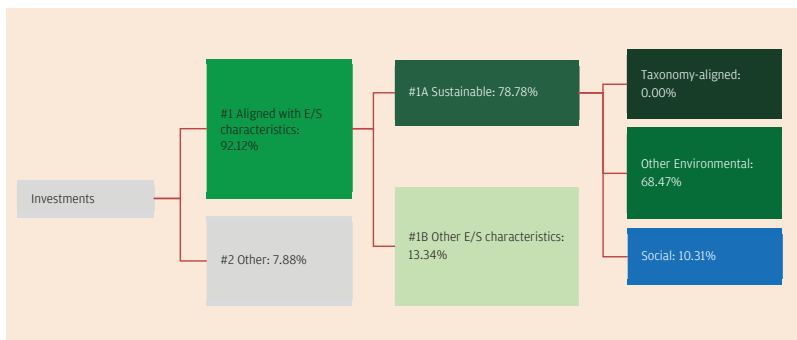 Investments
#1 Aligned with E/S
characteristics:
92.12%
#2 Other: 7.88%
#1A Sustainable: 78.78%
#1B Other E/S characteristics:
13.34%
Taxonomy-aligned:
0.00%
Other Environmental:
68.47%
Social: 10.31%